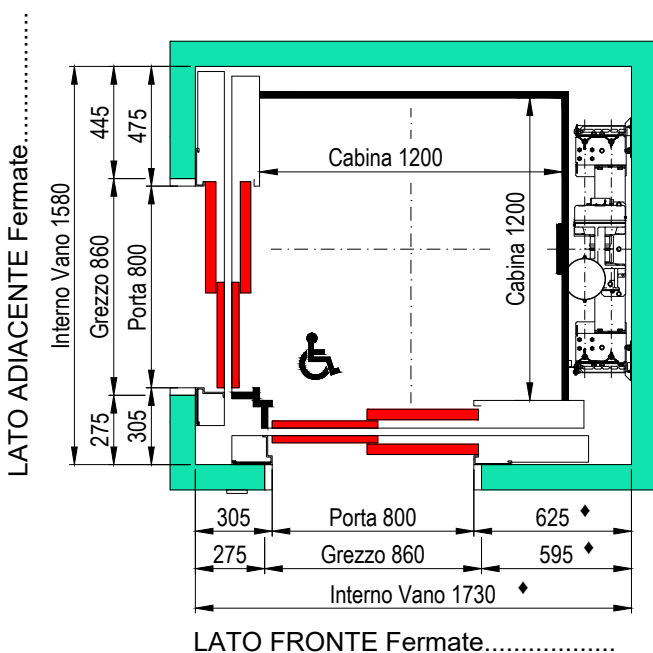 LATO ADIACENTE Fermate..................
Interno Vano 1580
445
Grezzo 860
275
475
Porta 800
305
Cabina 1200
Cabina 1200
305 Porta 800 625 ♦
275 Grezzo 860 595 ♦
Interno Vano 1730 ♦
LATO FRONTE Fermate..................